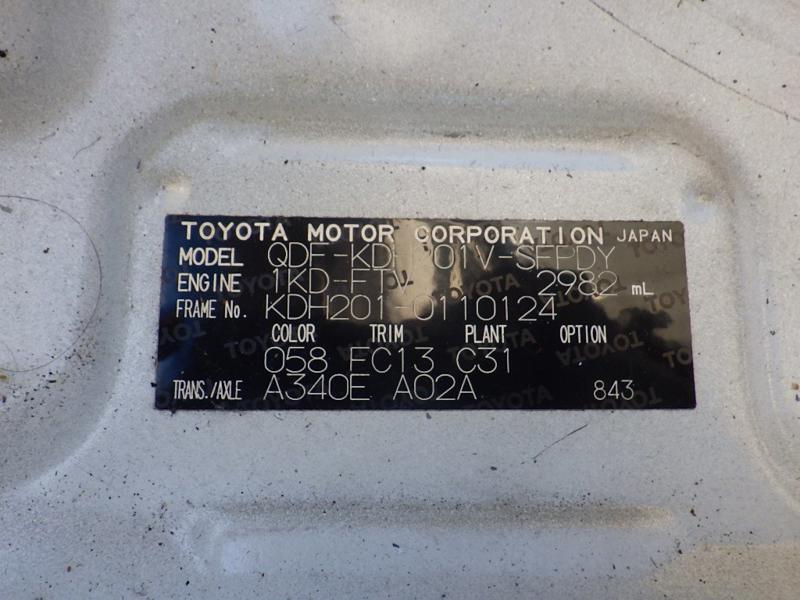 TOYOTA MOTOR CORPORATION JAPAN
MODEL QDF-KDH201V-SEPDY
ENGINE 1KD-FTV 2982 mL
FRAME No. KDH201-0110124
COLOR TRIM PLANT OPTION
058 FC13 C31
TRANS./AXLE A340E A02A 843